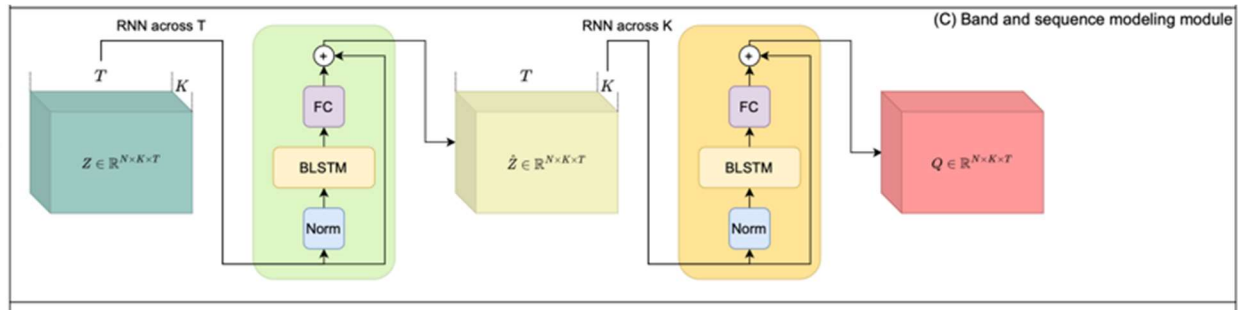 (C) Band and sequence modeling module
RNN across T
RNN across K
T
K
T
K
+
+
FC
FC
BLSTM
BLSTM
Norm
Norm
Z ∈ ℝ^{N×K×T}
Ẑ ∈ ℝ^{N×K×T}
Q ∈ ℝ^{N×K×T}